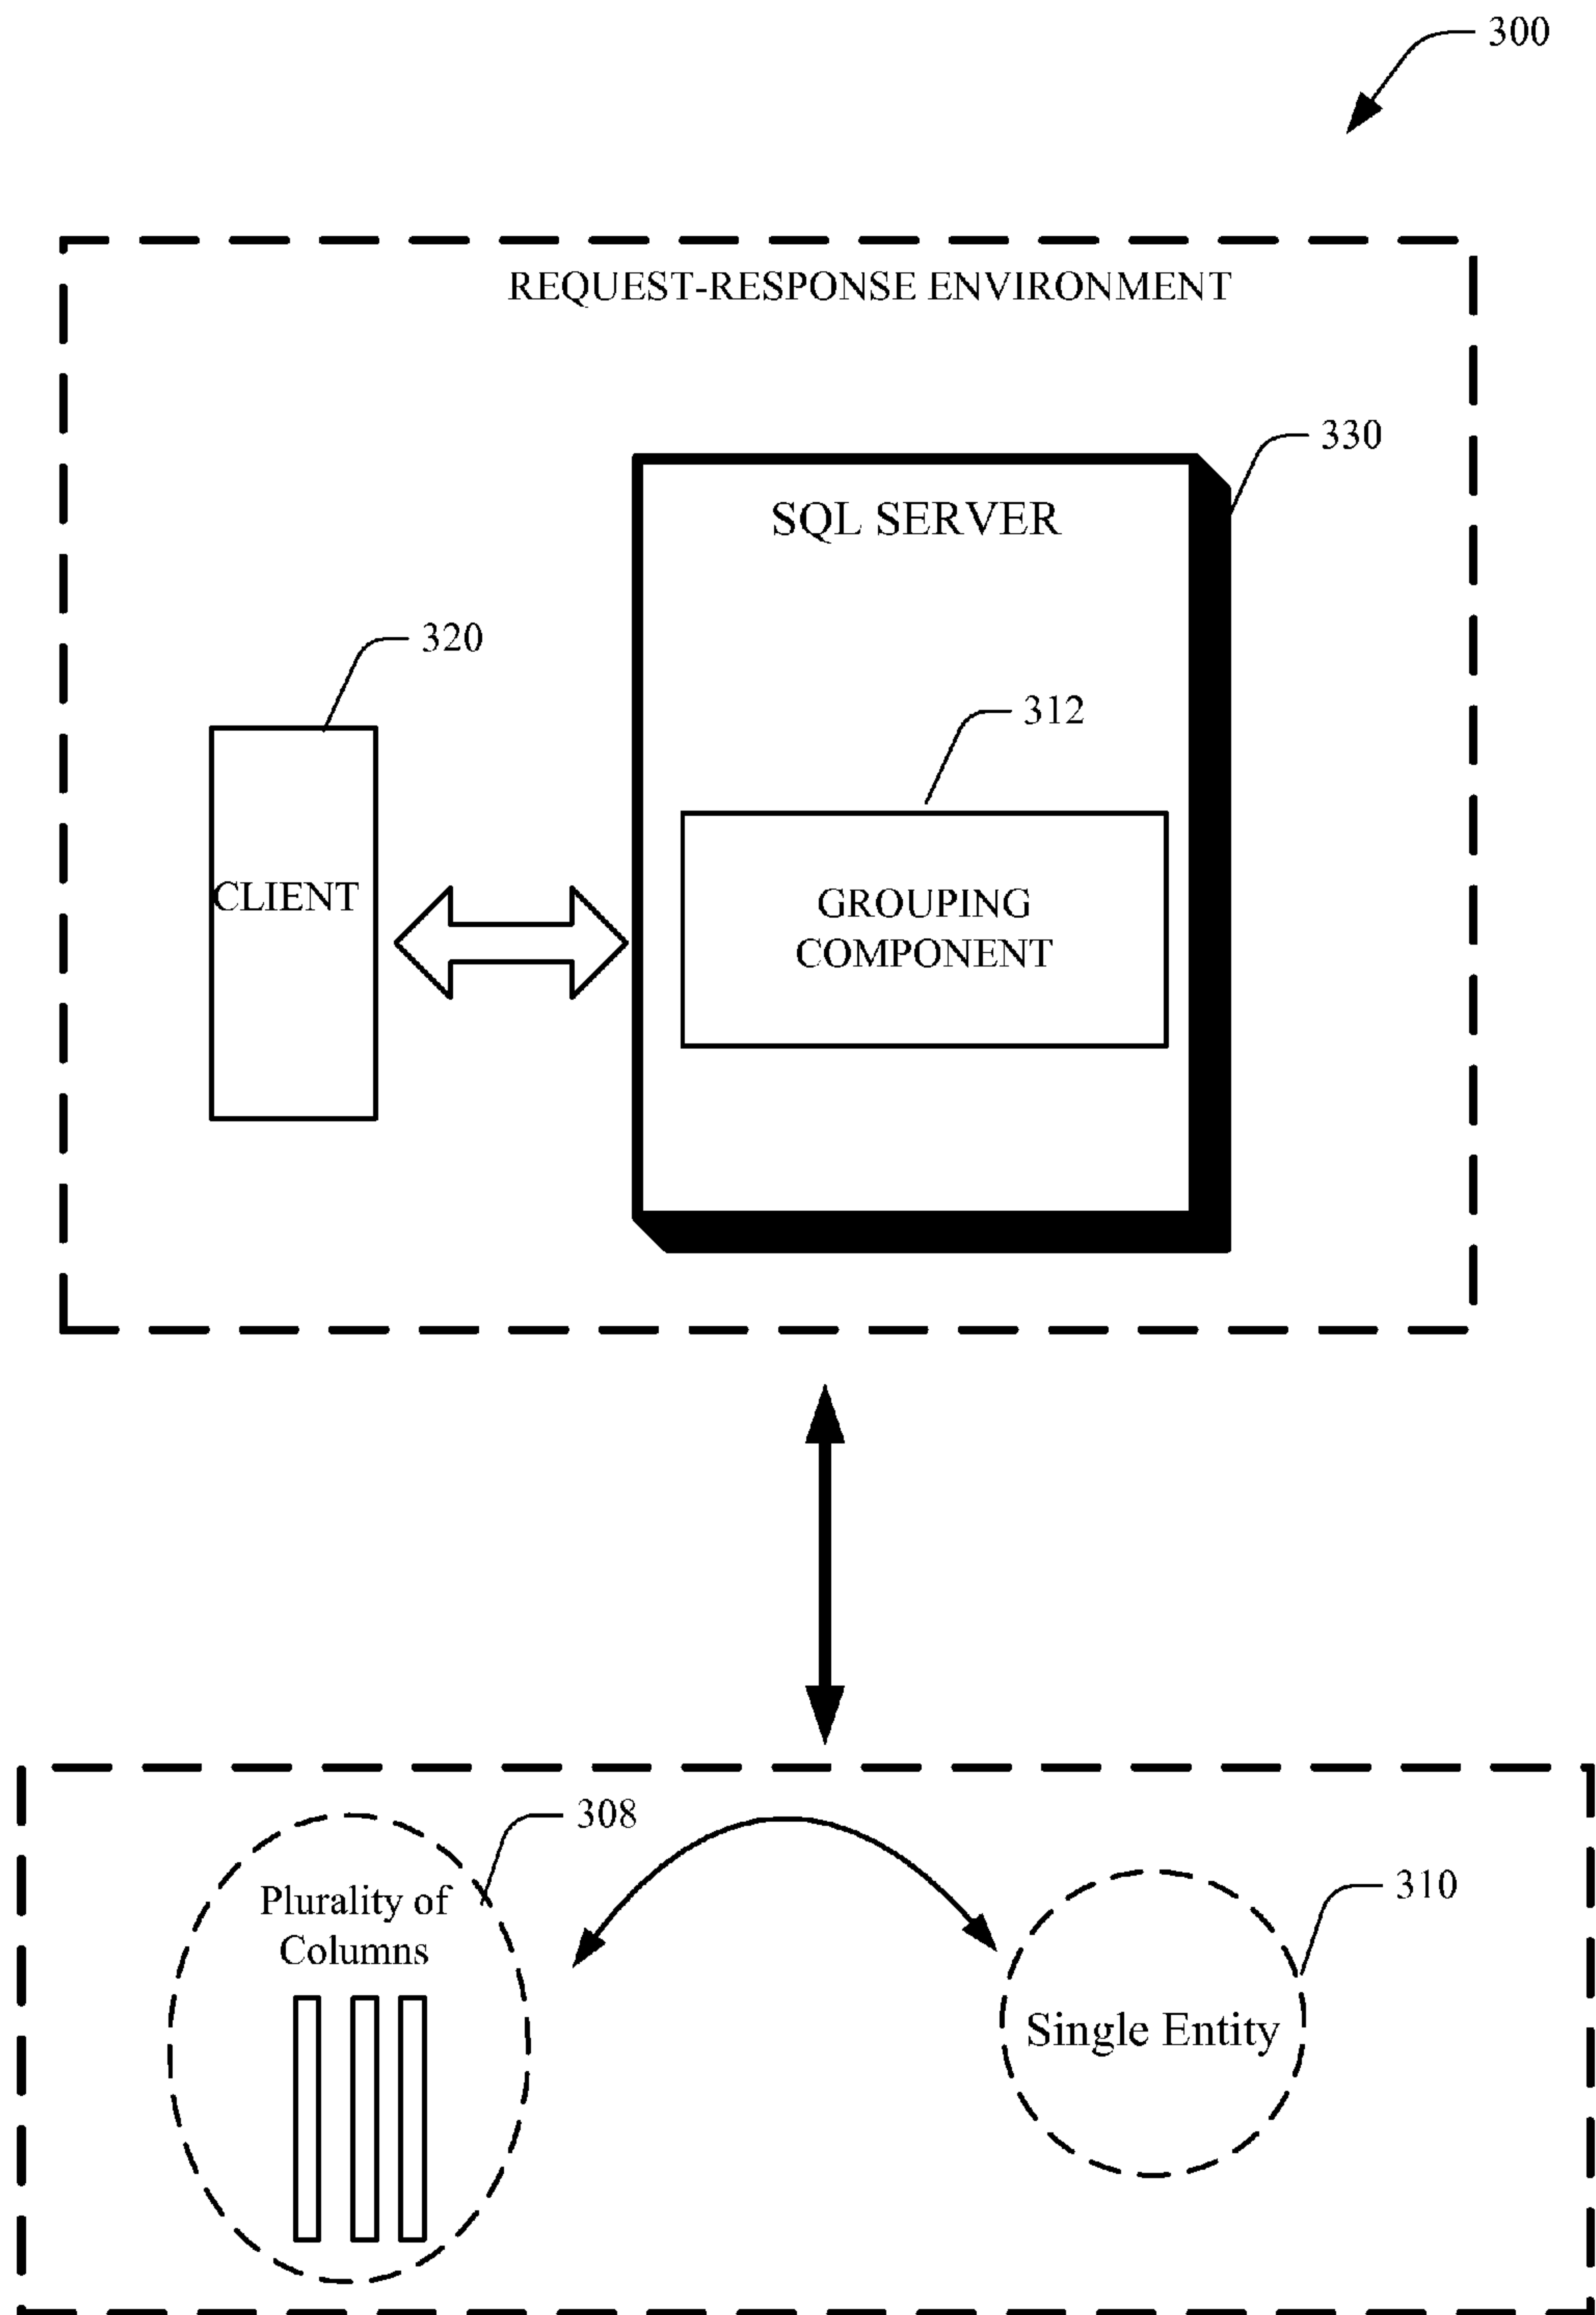 300
REQUEST-RESPONSE ENVIRONMENT
330
SQL SERVER
320
312
CLIENT
GROUPING
COMPONENT
308
Plurality of
Columns
310
Single Entity